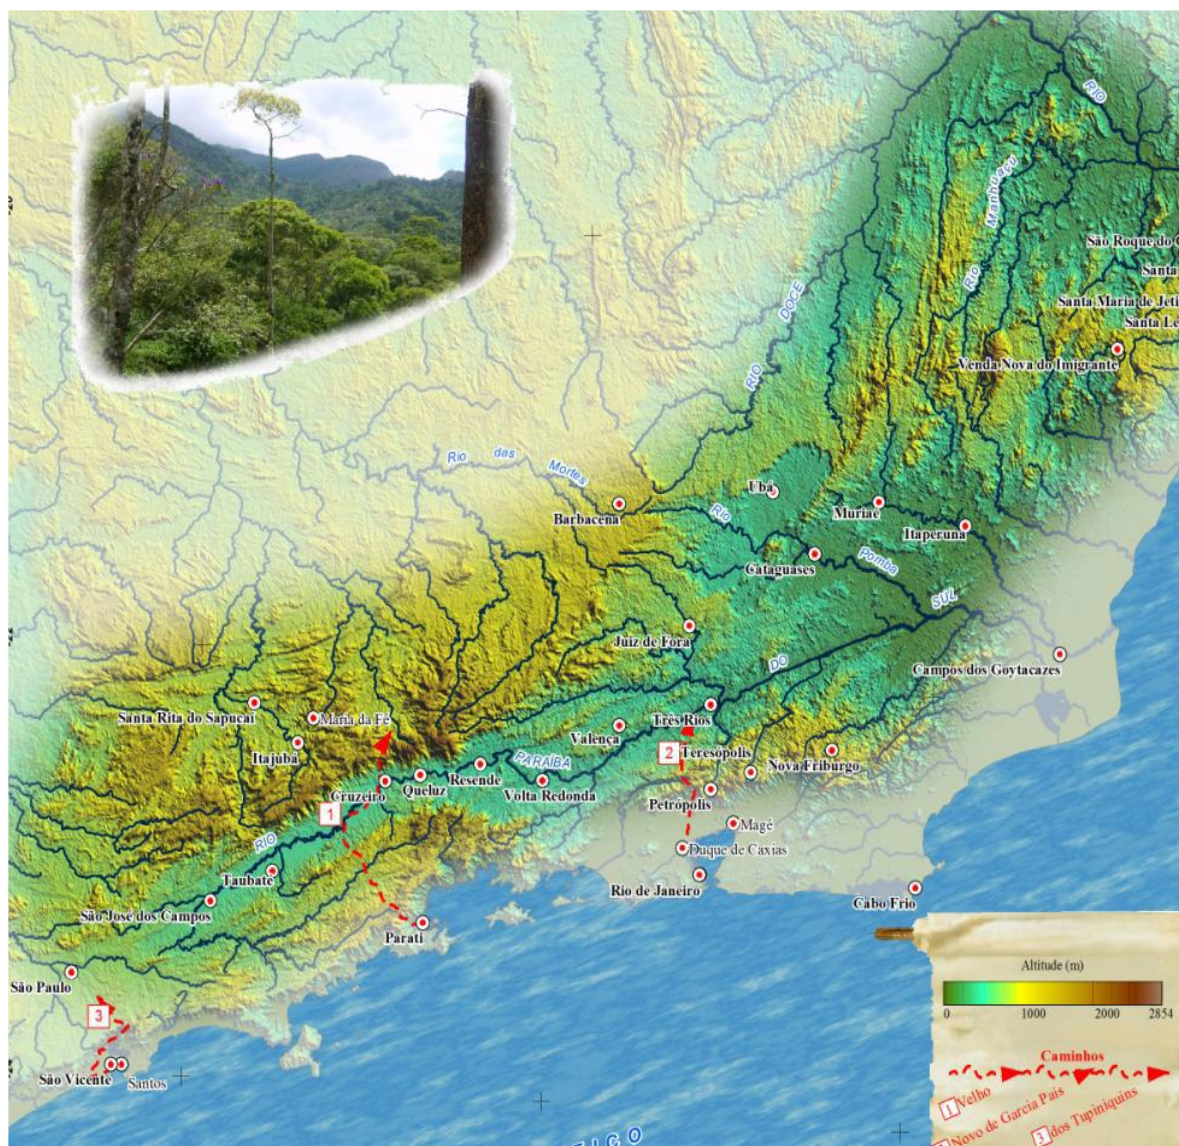 RIO
Manhuaçu
Rio
São Roque do C
Santa
Santa Maria de Jeti
Santa Le
Venda Nova do Imigrante
DOCE
RIO
Rio das Mortes
Barbacena
Ubá
Rio Pomba
Muriaé
Itaperuna
Cataguases
SUL
Juiz de Fora
DO
Campos dos Goytacazes
Santa Rita do Sapucaí
Maria da Fé
Itajubá
Três Rios
Valença
2
Teresópolis
Nova Friburgo
PARAÍBA
Resende
Queluz
Cruzeiro
Volta Redonda
Petrópolis
1
Magé
RIO
Duque de Caxias
Taubate
Rio de Janeiro
Cabo Frio
São José dos Campos
Parati
São Paulo
3
São Vicente
Santos
Altitude (m)
0 1000 2000 2854
Caminhos
1 Velho
Novo de Garcia Pais
3 dos Tupiniquins